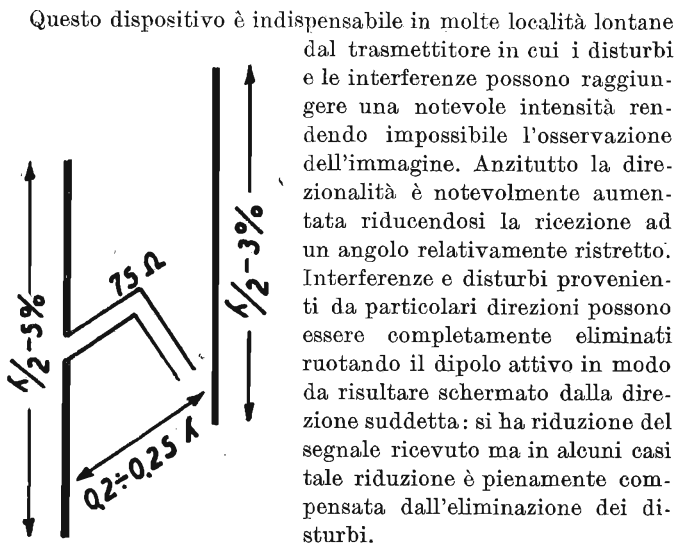 Questo dispositivo è indispensabile in molte località lontane
dal trasmettitore in cui i disturbi
e le interferenze possono raggiun-
gere una notevole intensità ren-
dendo impossibile l'osservazione
dell'immagine. Anzitutto la dire-
zionalità è notevolmente aumen-
tata riducendosi la ricezione ad
un angolo relativamente ristretto.
Interferenze e disturbi provenien-
ti da particolari direzioni possono
essere completamente eliminati
ruotando il dipolo attivo in modo
da risultare schermato dalla dire-
zione suddetta: si ha riduzione del
segnale ricevuto ma in alcuni casi
tale riduzione è pienamente com-
pensata dall'eliminazione dei di-
sturbi.
λ/2-5%
75 Ω
λ/2-3%
0,2÷0,25 λ